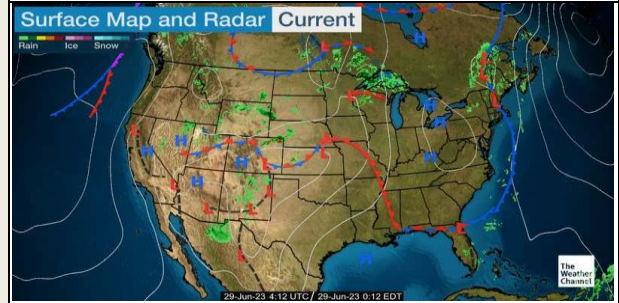 Surface Map and Radar Current
Rain Ice Snow
H
L
L
H
L
L
H
H
H
H
H
L
H
H
L
L
L
L
L
L
L
H
The
Weather
Channel
29-Jun-23 4:12 UTC / 29-Jun-23 0:12 EDT